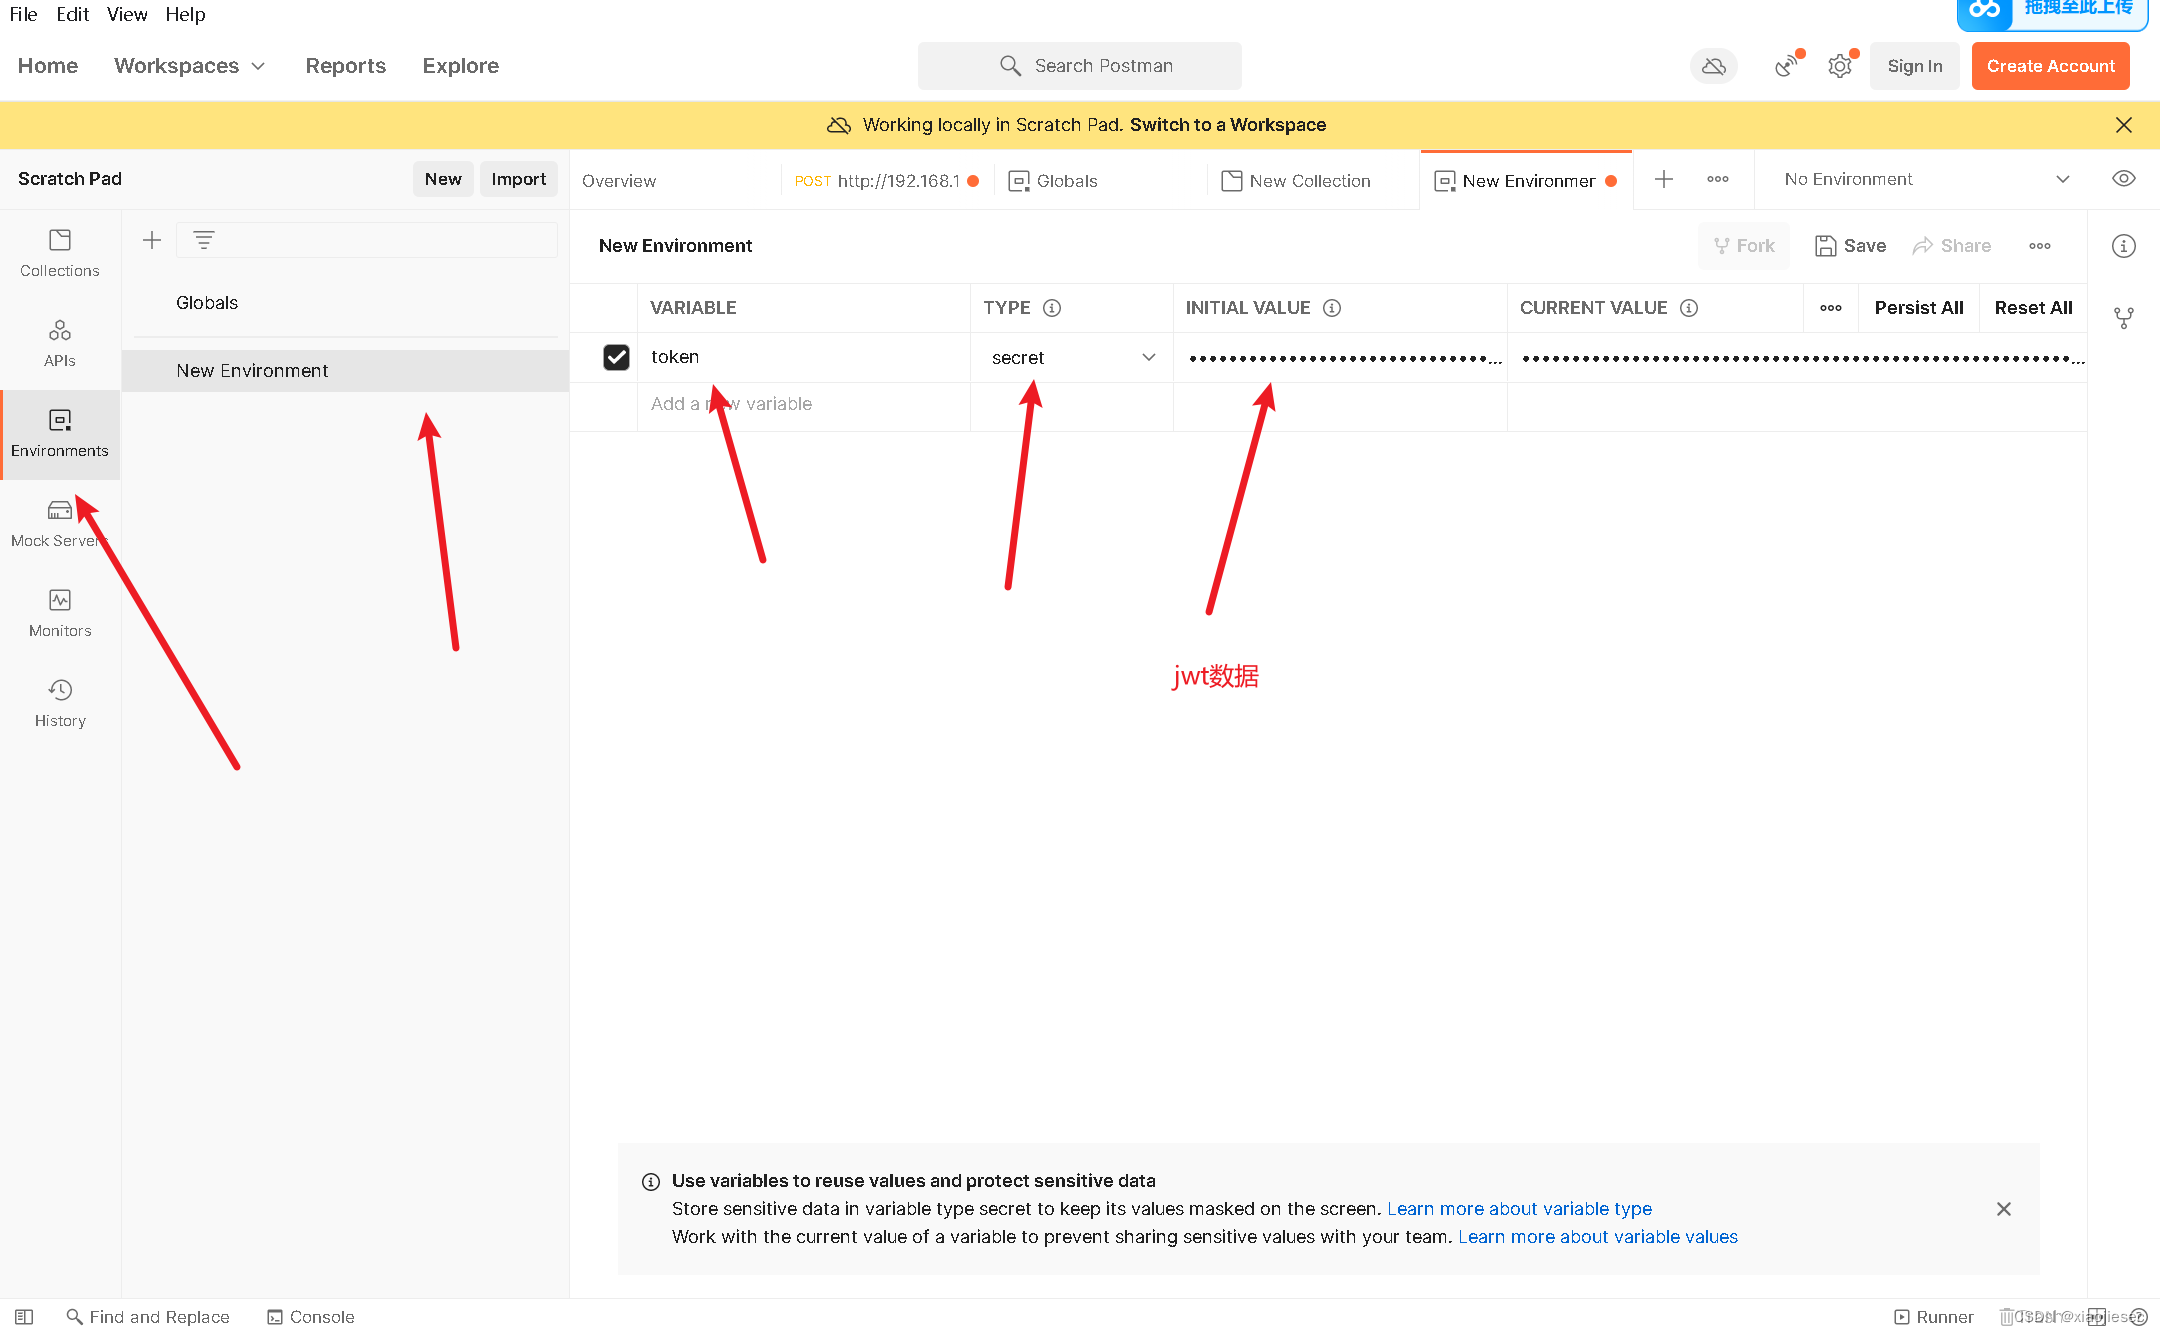 File Edit View Help
拖拽至此上传
Home Workspaces Reports Explore
Search Postman
Sign In
Create Account
Working locally in Scratch Pad. Switch to a Workspace
Scratch Pad
New
Import
Overview
POST http://192.168.1
Globals
New Collection
New Environmer
No Environment
Collections
APIs
Environments
Mock Servers
Monitors
History
Globals
New Environment
New Environment
Fork
Save
Share
VARIABLE TYPE INITIAL VALUE CURRENT VALUE Persist All Reset All
token secret ••••••••••••••••••••••••••••••... ••••••••••••••••••••••••••••••••••••••••••••••••••••••...
Add a new variable
jwt数据
Use variables to reuse values and protect sensitive data
Store sensitive data in variable type secret to keep its values masked on the screen. Learn more about variable type
Work with the current value of a variable to prevent sharing sensitive values with your team. Learn more about variable values
Find and Replace
Console
Runner